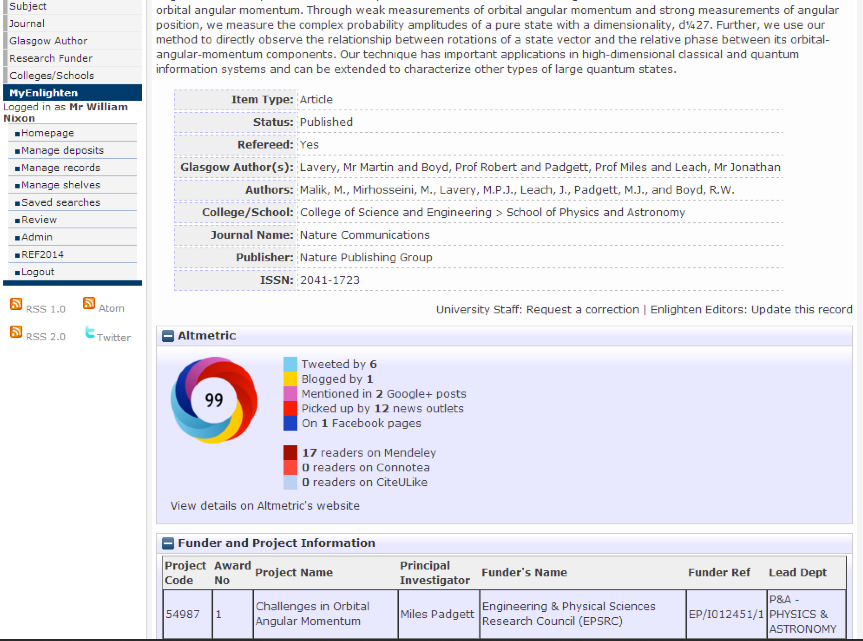 Subject
Journal
Glasgow Author
Research Funder
Colleges/Schools
MyEnlighten
Logged in as Mr William
Nixon
Homepage
Manage deposits
Manage records
Manage shelves
Saved searches
Review
Admin
REF2014
Logout
RSS 1.0
Atom
RSS 2.0
Twitter
orbital angular momentum. Through weak measurements of orbital angular momentum and strong measurements of angular
position, we measure the complex probability amplitudes of a pure state with a dimensionality, d¼27. Further, we use our
method to directly observe the relationship between rotations of a state vector and the relative phase between its orbital-
angular-momentum components. Our technique has important applications in high-dimensional classical and quantum
information systems and can be extended to characterize other types of large quantum states.
Item Type: Article
Status: Published
Refereed: Yes
Glasgow Author(s): Lavery, Mr Martin and Boyd, Prof Robert and Padgett, Prof Miles and Leach, Mr Jonathan
Authors: Malik, M., Mirhosseini, M., Lavery, M.P.J., Leach, J., Padgett, M.J., and Boyd, R.W.
College/School: College of Science and Engineering > School of Physics and Astronomy
Journal Name: Nature Communications
Publisher: Nature Publishing Group
ISSN: 2041-1723
University Staff: Request a correction | Enlighten Editors: Update this record
Altmetric
99
Tweeted by 6
Blogged by 1
Mentioned in 2 Google+ posts
Picked up by 12 news outlets
On 1 Facebook pages
17 readers on Mendeley
0 readers on Connotea
0 readers on CiteULike
View details on Altmetric's website
Funder and Project Information
Project Code Award No Project Name Principal Investigator Funder's Name Funder Ref Lead Dept
54987 1 Challenges in Orbital Angular Momentum Miles Padgett Engineering & Physical Sciences Research Council (EPSRC) EP/I012451/1 P&A - PHYSICS & ASTRONOMY